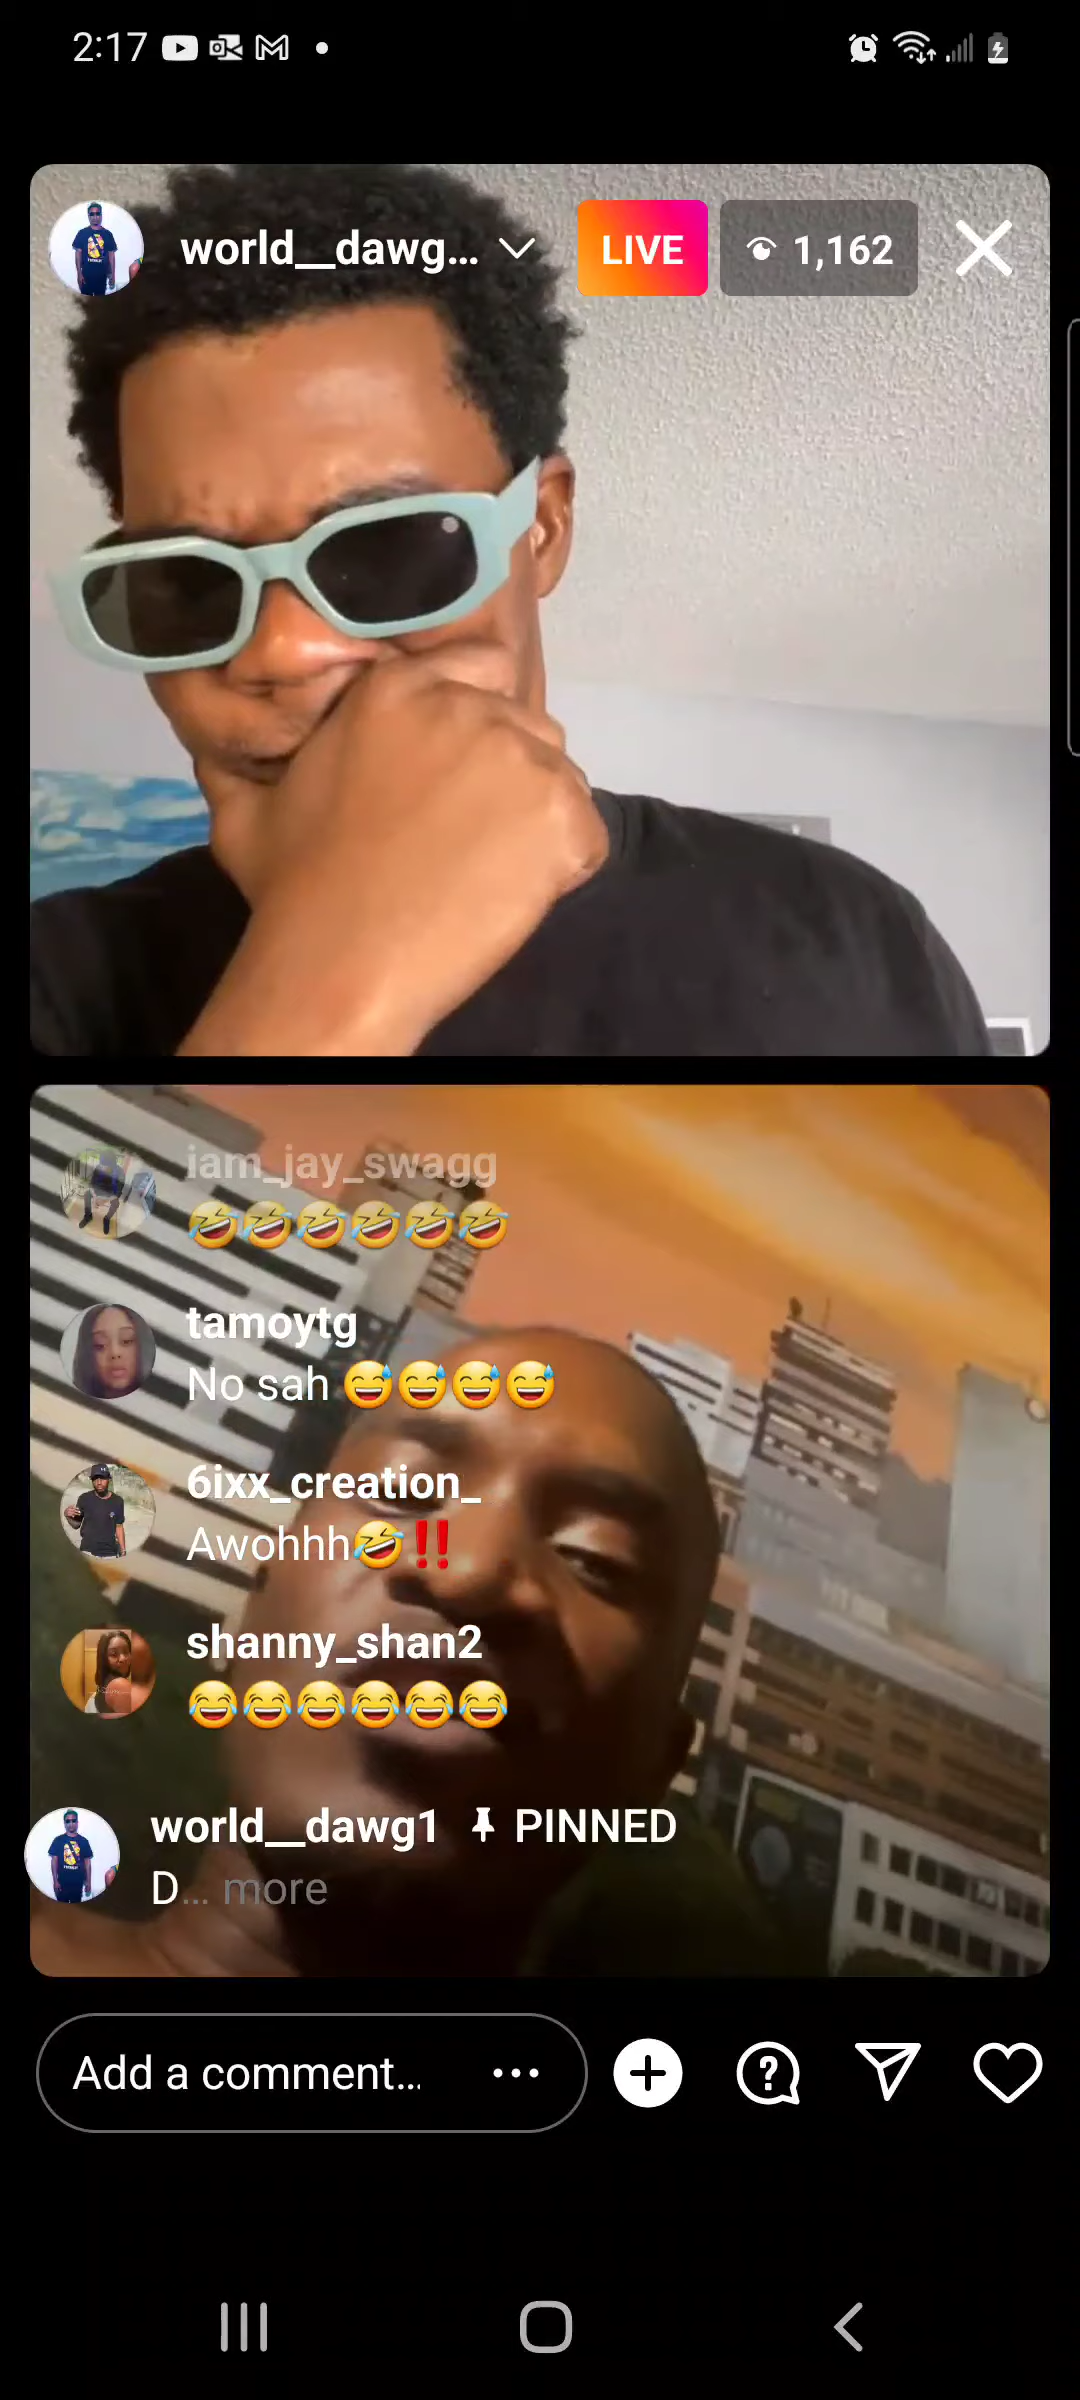 2:17
world__dawg...
LIVE
1,162
iam_jay_swagg
🤣🤣🤣🤣🤣🤣
tamoytg
No sah 😅😅😅😅
6ixx_creation_
Awohhh🤣‼️
shanny_shan2
😂😂😂😂😂😂
world__dawg1 📌 PINNED
D... more
Add a comment...